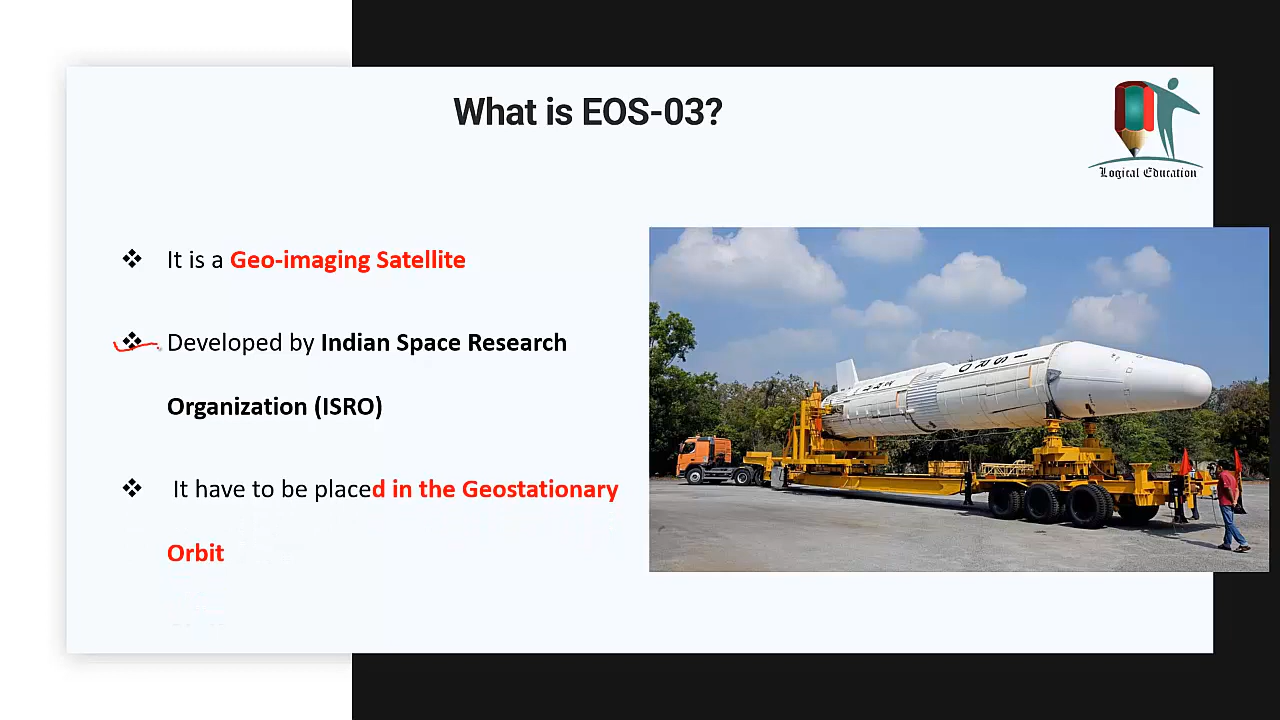 What is EOS-03?
Logical Education
❖ It is a Geo-imaging Satellite
❖ Developed by Indian Space Research
Organization (ISRO)
❖ It have to be placed in the Geostationary
Orbit
ISRO